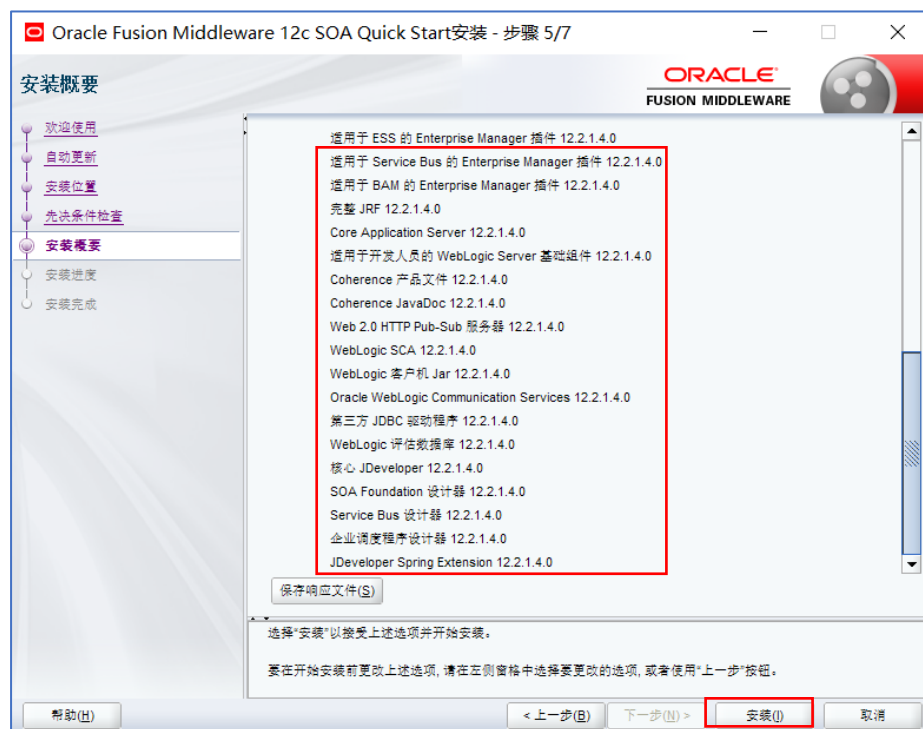 Oracle Fusion Middleware 12c SOA Quick Start安装 - 步骤 5/7
安装概要
ORACLE
FUSION MIDDLEWARE
欢迎使用
自动更新
安装位置
先决条件检查
安装概要
安装进度
安装完成
适用于 ESS 的 Enterprise Manager 插件 12.2.1.4.0
适用于 Service Bus 的 Enterprise Manager 插件 12.2.1.4.0
适用于 BAM 的 Enterprise Manager 插件 12.2.1.4.0
完整 JRF 12.2.1.4.0
Core Application Server 12.2.1.4.0
适用于开发人员的 WebLogic Server 基础组件 12.2.1.4.0
Coherence 产品文件 12.2.1.4.0
Coherence JavaDoc 12.2.1.4.0
Web 2.0 HTTP Pub-Sub 服务器 12.2.1.4.0
WebLogic SCA 12.2.1.4.0
WebLogic 客户机 Jar 12.2.1.4.0
Oracle WebLogic Communication Services 12.2.1.4.0
第三方 JDBC 驱动程序 12.2.1.4.0
WebLogic 评估数据库 12.2.1.4.0
核心 JDeveloper 12.2.1.4.0
SOA Foundation 设计器 12.2.1.4.0
Service Bus 设计器 12.2.1.4.0
企业调度程序设计器 12.2.1.4.0
JDeveloper Spring Extension 12.2.1.4.0
保存响应文件(S)
选择"安装"以接受上述选项并开始安装。
要在开始安装前更改上述选项, 请在左侧窗格中选择要更改的选项, 或者使用"上一步"按钮。
帮助(H)
< 上一步(B)
下一步(N) >
安装(I)
取消